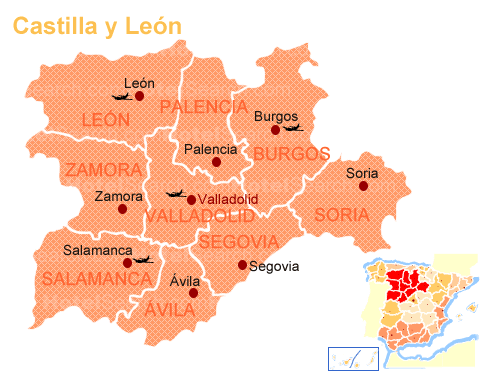 Castilla y León
León
LEÓN
PALENCIA
Burgos
Palencia
BURGOS
ZAMORA
Soria
Zamora
Valladolid
VALLADOLID
SORIA
SEGOVIA
Salamanca
Segovia
SALAMANCA
Ávila
ÁVILA